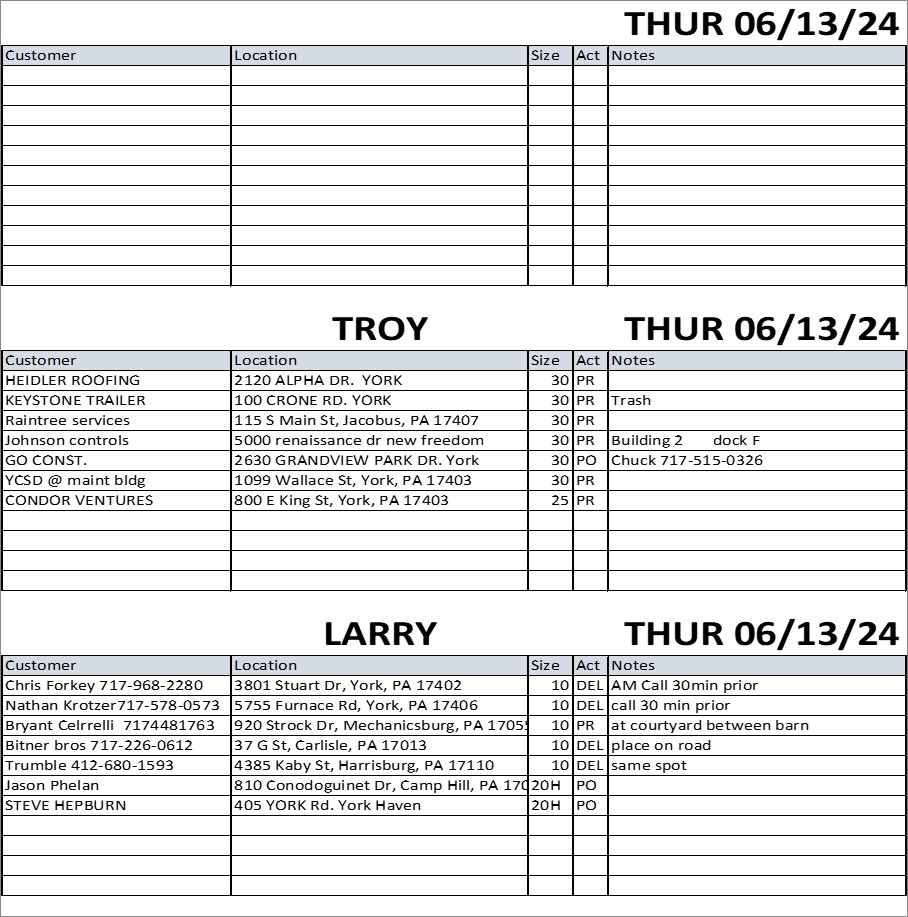 THUR 06/13/24
Customer Location Size Act Notes
TROY THUR 06/13/24
Customer Location Size Act Notes
HEIDLER ROOFING 2120 ALPHA DR. YORK 30 PR
KEYSTONE TRAILER 100 CRONE RD. YORK 30 PR Trash
Raintree services 115 S Main St, Jacobus, PA 17407 30 PR
Johnson controls 5000 renaissance dr new freedom 30 PR Building 2 dock F
GO CONST. 2630 GRANDVIEW PARK DR. York 30 PO Chuck 717-515-0326
YCSD @ maint bldg 1099 Wallace St, York, PA 17403 30 PR
CONDOR VENTURES 800 E King St, York, PA 17403 25 PR
LARRY THUR 06/13/24
Customer Location Size Act Notes
Chris Forkey 717-968-2280 3801 Stuart Dr, York, PA 17402 10 DEL AM Call 30min prior
Nathan Krotzer717-578-0573 5755 Furnace Rd, York, PA 17406 10 DEL call 30 min prior
Bryant Celrrelli 7174481763 920 Strock Dr, Mechanicsburg, PA 17055 10 PR at courtyard between barn
Bitner bros 717-226-0612 37 G St, Carlisle, PA 17013 10 DEL place on road
Trumble 412-680-1593 4385 Kaby St, Harrisburg, PA 17110 10 DEL same spot
Jason Phelan 810 Conodoguinet Dr, Camp Hill, PA 170 20H PO
STEVE HEPBURN 405 YORK Rd. York Haven 20H PO